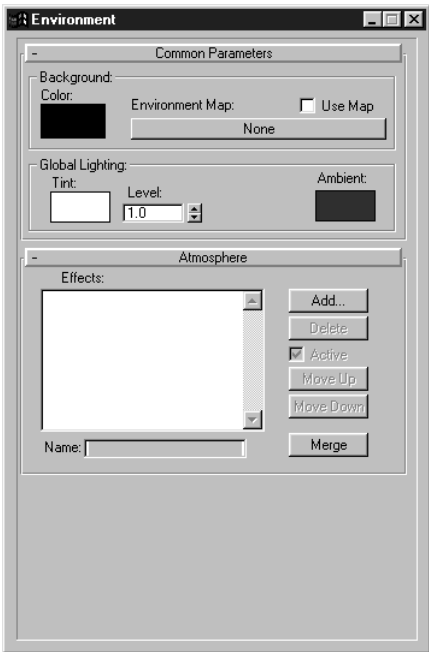 Environment
- Common Parameters
Background:
Color:
Environment Map: Use Map
None
Global Lighting:
Tint: Level: Ambient:
1.0
- Atmosphere
Effects:
Add...
Delete
Active
Move Up
Move Down
Name: Merge